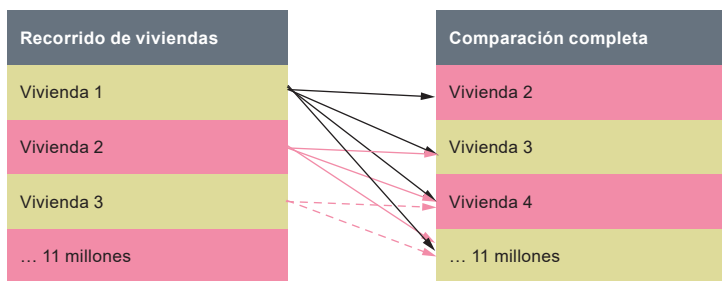 Recorrido de viviendas
Vivienda 1
Vivienda 2
Vivienda 3
… 11 millones
Comparación completa
Vivienda 2
Vivienda 3
Vivienda 4
… 11 millones